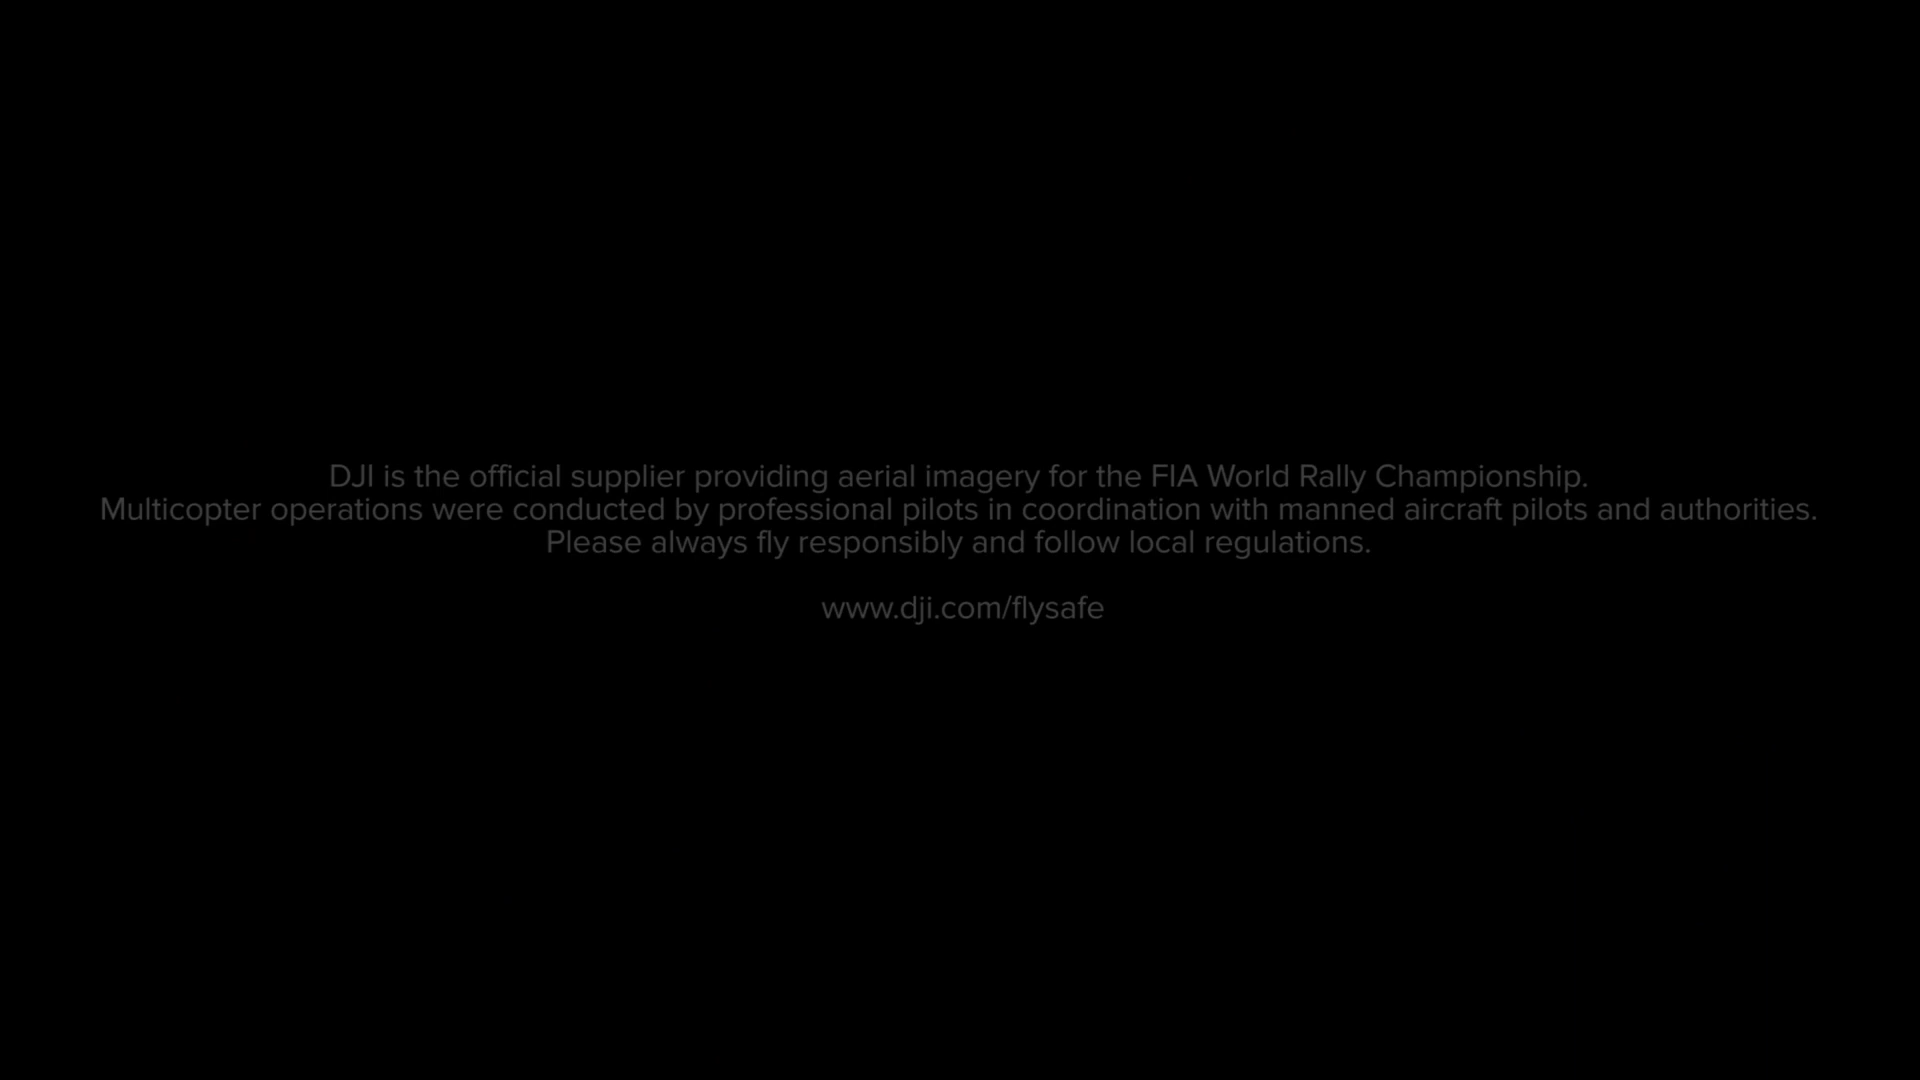 DJI is the official supplier providing aerial imagery for the FIA World Rally Championship.
Multicopter operations were conducted by professional pilots in coordination with manned aircraft pilots and authorities.
Please always fly responsibly and follow local regulations.
www.dji.com/flysafe